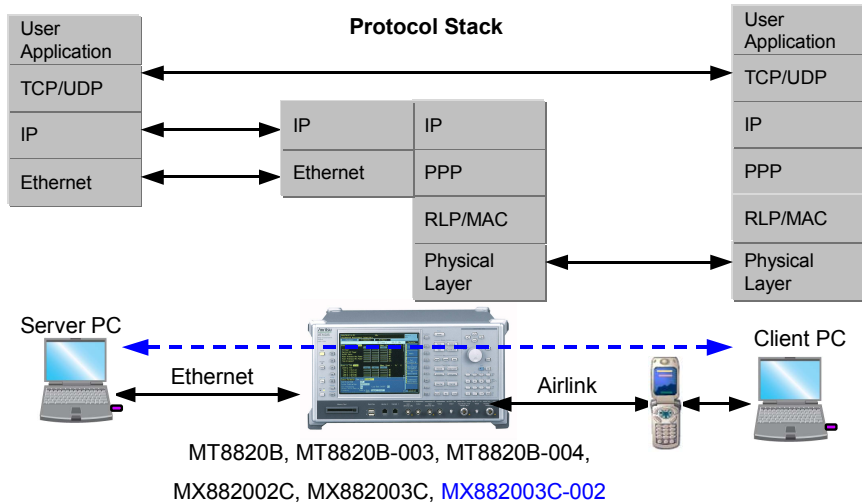 Protocol Stack
User
Application
TCP/UDP
IP
Ethernet
IP
Ethernet
IP
PPP
RLP/MAC
Physical
Layer
User
Application
TCP/UDP
IP
PPP
RLP/MAC
Physical
Layer
Server PC
Client PC
Ethernet
Airlink
MT8820B, MT8820B-003, MT8820B-004,
MX882002C, MX882003C, MX882003C-002